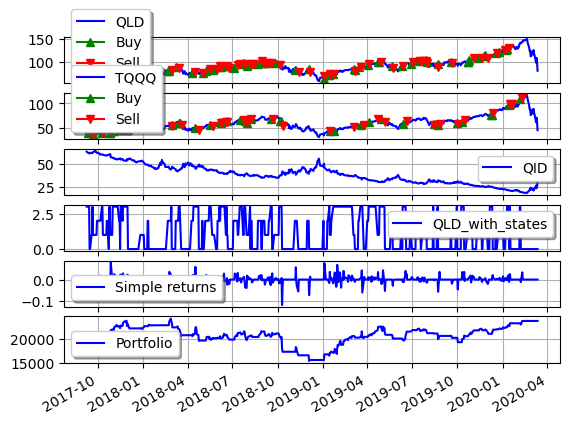 QLD
Buy
Sell
TQQQ
Buy
Sell
150
100
100
50
QID
50
25
QLD_with_states
2.5
0.0
Simple returns
0.0
−0.1
Portfolio
20000
15000
2017-10
2018-01
2018-04
2018-07
2018-10
2019-01
2019-04
2019-07
2019-10
2020-01
2020-04